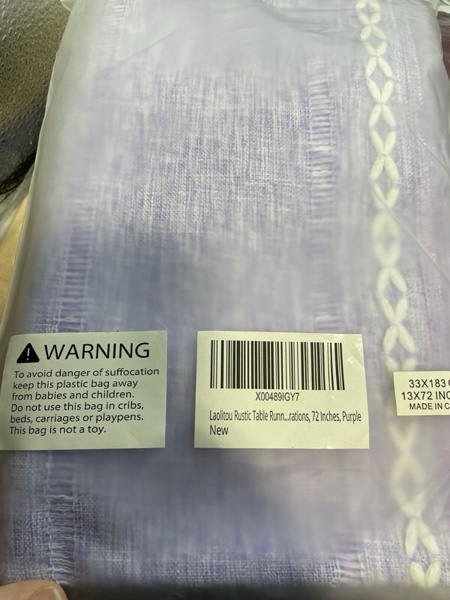 WARNING
To avoid danger of suffocation
keep this plastic bag away
from babies and children.
Do not use this bag in cribs,
beds, carriages or playpens.
This bag is not a toy.
X00489IGY7
Laolitou Rustic Table Runn...rations, 72 Inches, Purple
New
33X183
13X72 INC
MADE IN C